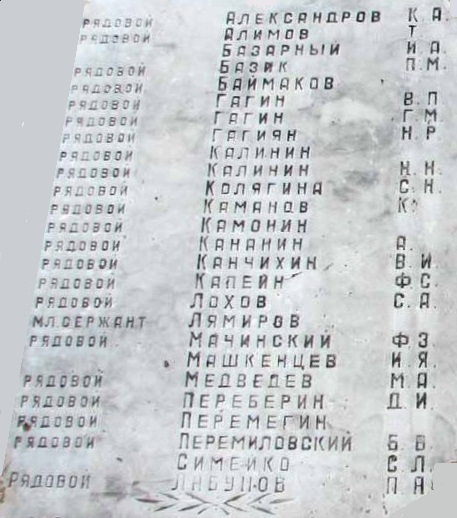 РЯДОВОЙ АЛЕКСАНДРОВ К. А.
РЯДОВОЙ АЛИМОВ Т
БАЗАРНЫЙ И.А.
РЯДОВОЙ БАЗИК П.М.
РЯДОВОЙ БАЙМАКОВ
РЯДОВОЙ ГАГИН В.П
РЯДОВОЙ ГАГИН Г.М
РЯДОВОЙ ГАГИЯН Н.Р
РЯДОВОЙ КАЛИНИН
РЯДОВОЙ КАЛИНИН Н.Н.
РЯДОВОЙ КОЛЯГИНА С.Н.
РЯДОВОЙ КАМАНОВ К.
РЯДОВОЙ КАМОНИН
РЯДОВОЙ КАНАНИН А.
РЯДОВОЙ КАНЧИХИН В.И.
РЯДОВОЙ КАПЕЙН Ф.С.
РЯДОВОЙ ЛОХОВ С.А.
МЛ.СЕРЖАНТ ЛЯМИРОВ
РЯДОВОЙ МАЧИНСКИЙ Ф.З.
МАШКЕНЦЕВ И.Я.
РЯДОВОЙ МЕДВЕДЕВ М.А.
РЯДОВОЙ ПЕРЕБЕРИН Д.И.
РЯДОВОЙ ПЕРЕМЕГИН
РЯДОВОЙ ПЕРЕМИЛОВСКИЙ
СИМЕЙКО С.Л.
РЯДОВОЙ ЛАБУНОВ П.А